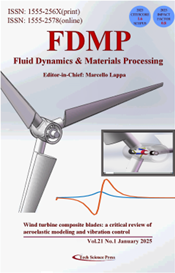 ISSN: 1555-256X(print)
ISSN: 1555-2578(online)
FDMP
Fluid Dynamics & Materials Processing
Editor-in-Chief: Marcello Lappa
Wind turbine composite blades: a critical review of
aeroelastic modeling and vibration control
Vol.21 No.1 January 2025
Tech Science Press